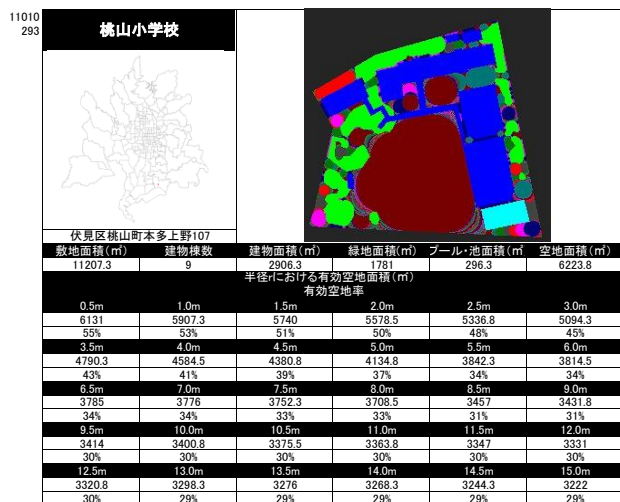 11010
293
桃山小学校
伏見区桃山町本多上野107
敷地面積(㎡) 建物棟数 建物面積(㎡) 緑地面積(㎡) プール・池面積(㎡ 空地面積(㎡)
11207.3 9 2906.3 1781 296.3 6223.8
半径rにおける有効空地面積(㎡)
有効空地率
0.5m 1.0m 1.5m 2.0m 2.5m 3.0m
6131 5907.3 5740 5578.5 5336.8 5094.3
55% 53% 51% 50% 48% 45%
3.5m 4.0m 4.5m 5.0m 5.5m 6.0m
4790.3 4584.5 4380.8 4134.8 3842.3 3814.5
43% 41% 39% 37% 34% 34%
6.5m 7.0m 7.5m 8.0m 8.5m 9.0m
3785 3776 3752.3 3708.5 3457 3431.8
34% 34% 33% 33% 31% 31%
9.5m 10.0m 10.5m 11.0m 11.5m 12.0m
3414 3400.8 3375.5 3363.8 3347 3331
30% 30% 30% 30% 30% 30%
12.5m 13.0m 13.5m 14.0m 14.5m 15.0m
3320.8 3298.3 3276 3268.3 3244.3 3222
30% 29% 29% 29% 29% 29%